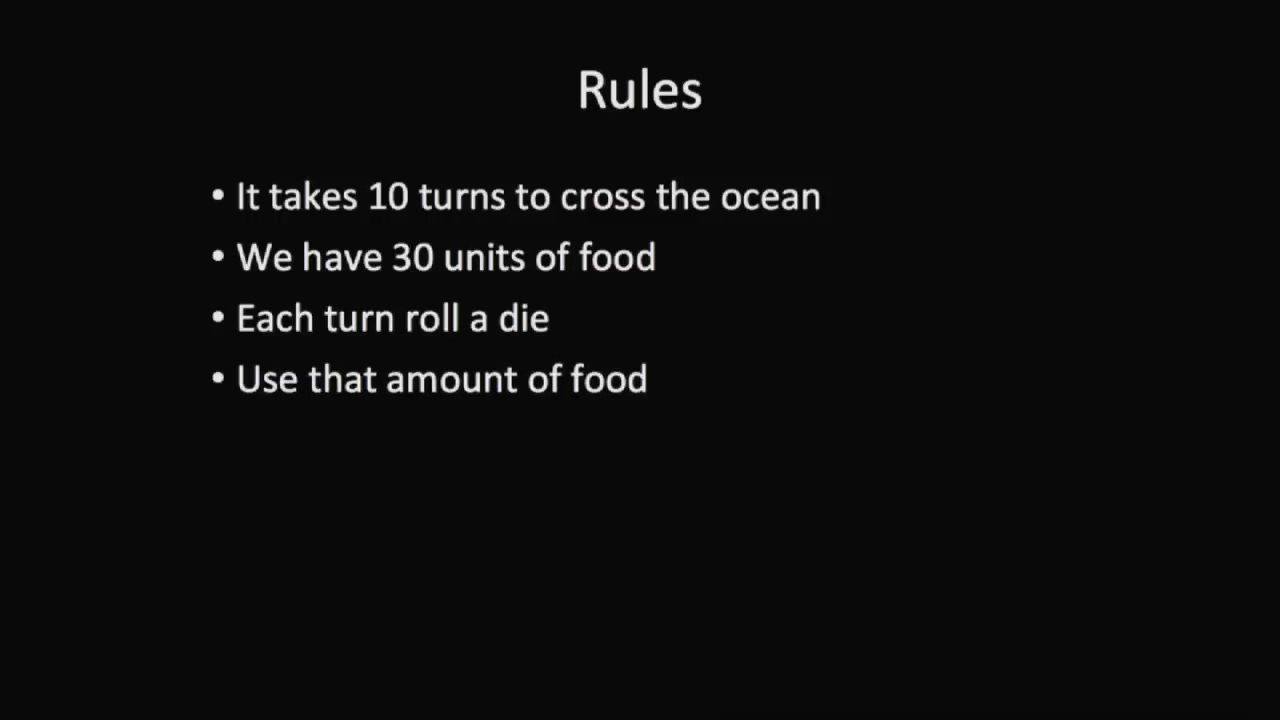 Rules
• It takes 10 turns to cross the ocean
• We have 30 units of food
• Each turn roll a die
• Use that amount of food